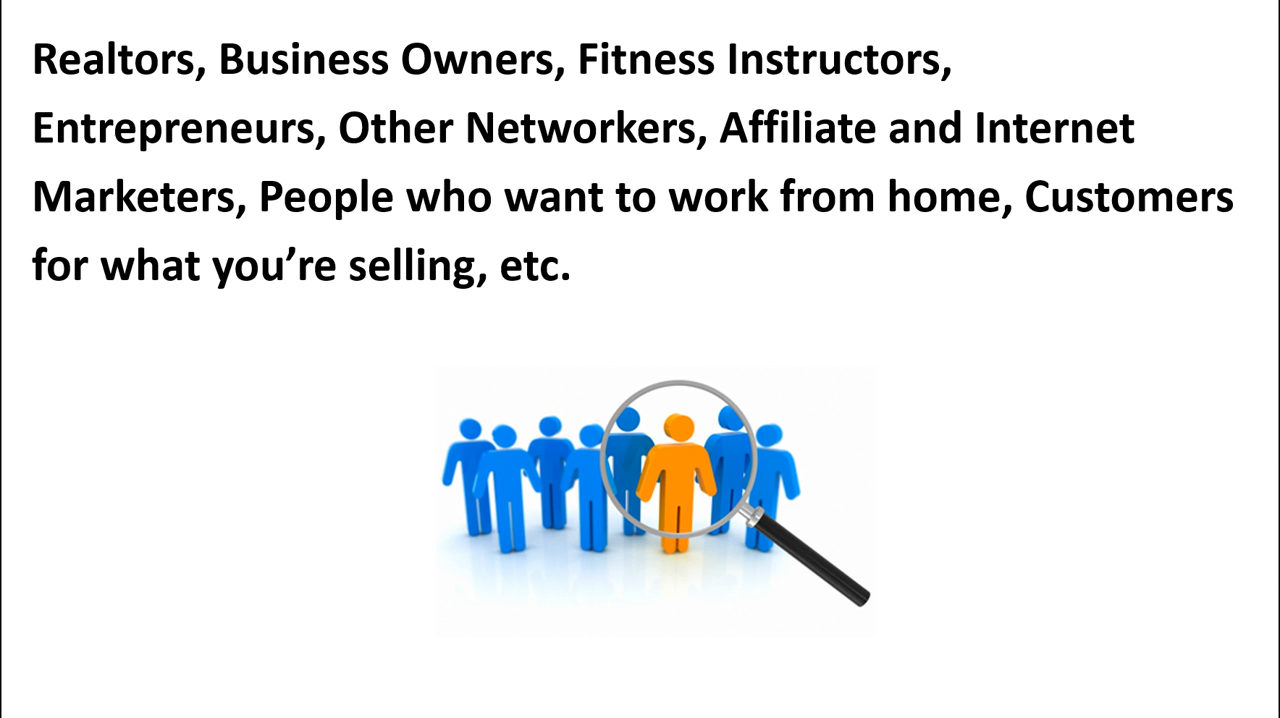 Realtors, Business Owners, Fitness Instructors,
Entrepreneurs, Other Networkers, Affiliate and Internet
Marketers, People who want to work from home, Customers
for what you’re selling, etc.